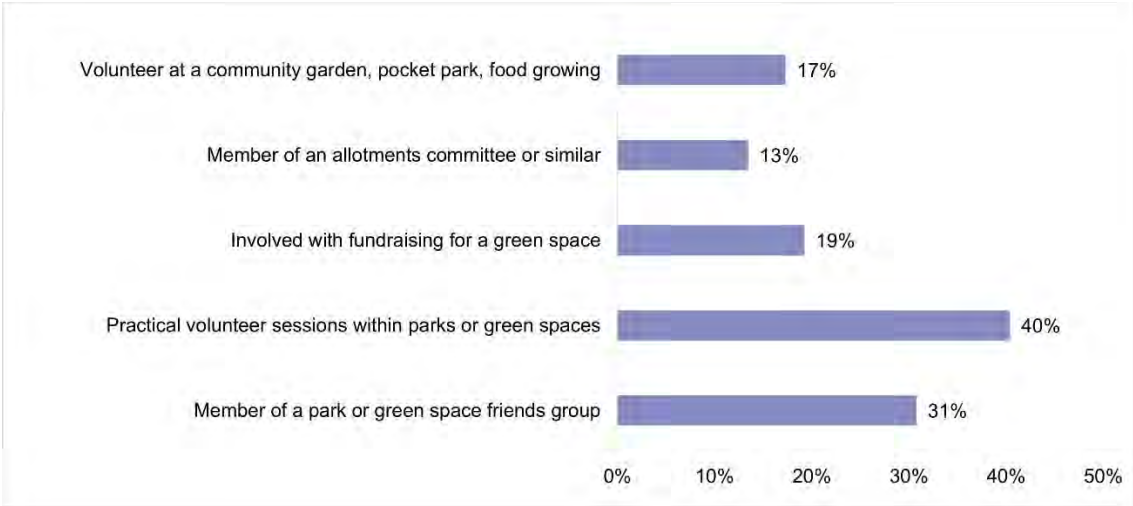 Volunteer at a community garden, pocket park, food growing 17%
Member of an allotments committee or similar 13%
Involved with fundraising for a green space 19%
Practical volunteer sessions within parks or green spaces 40%
Member of a park or green space friends group 31%
0% 10% 20% 30% 40% 50%